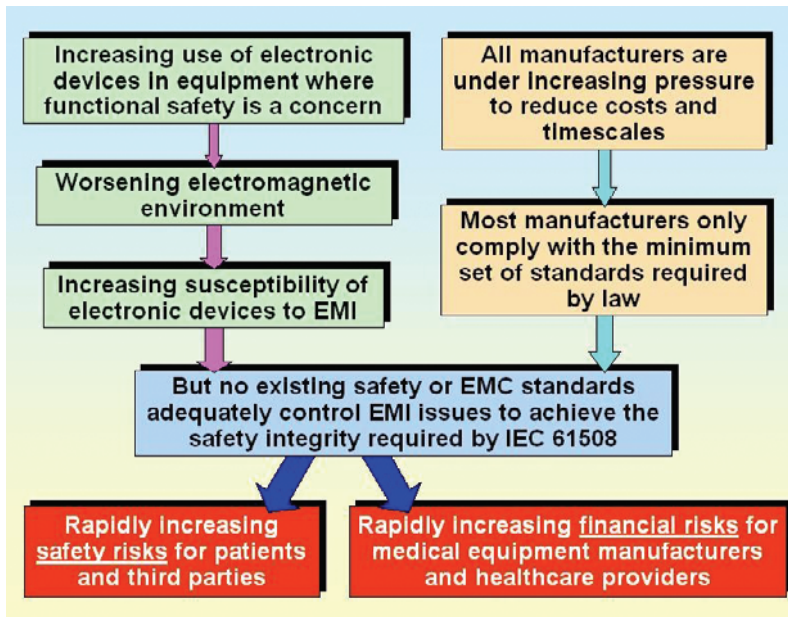 Increasing use of electronic
devices in equipment where
functional safety is a concern
Worsening electromagnetic
environment
Increasing susceptibility of
electronic devices to EMI
All manufacturers are
under increasing pressure
to reduce costs and
timescales
Most manufacturers only
comply with the minimum
set of standards required
by law
But no existing safety or EMC standards
adequately control EMI issues to achieve the
safety integrity required by IEC 61508
Rapidly increasing
safety risks for patients
and third parties
Rapidly increasing financial risks for
medical equipment manufacturers
and healthcare providers